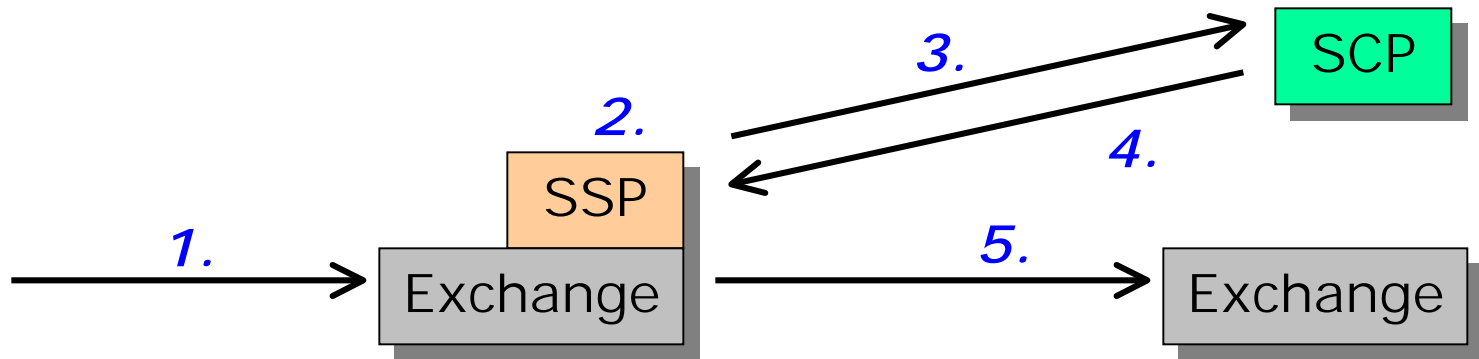 3.
SCP
2.
4.
SSP
1.
5.
Exchange
Exchange